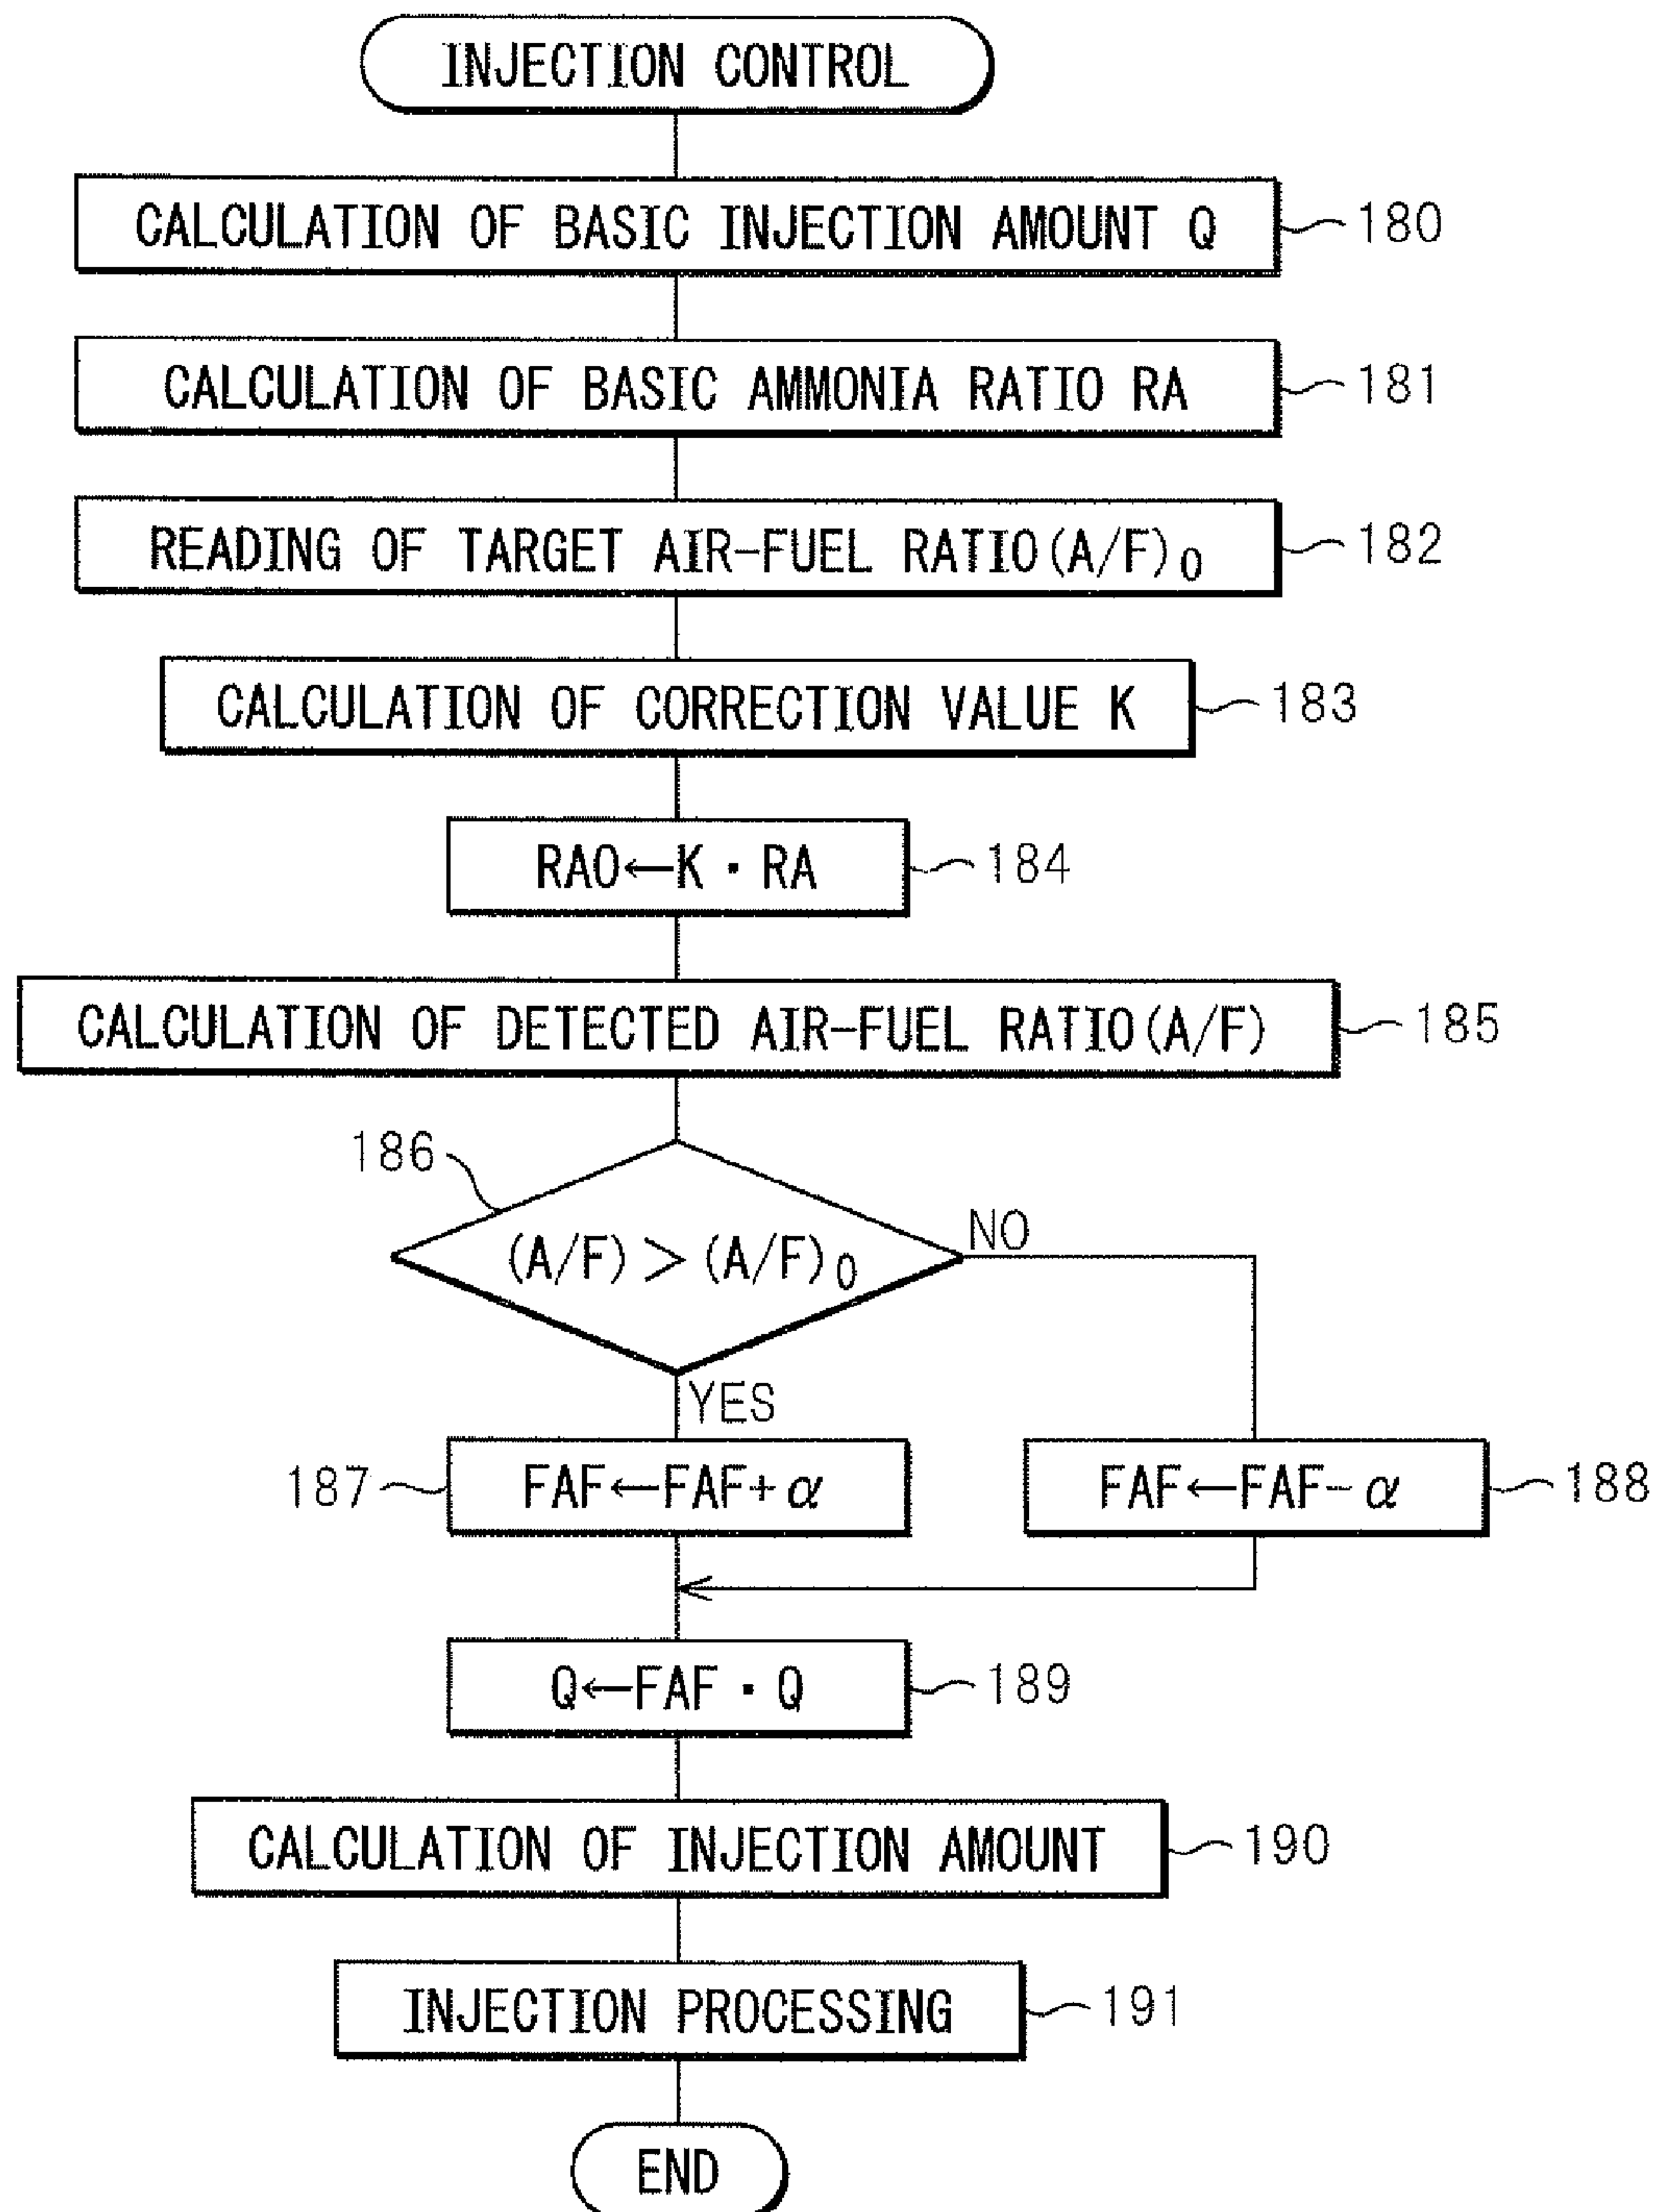 INJECTION CONTROL
CALCULATION OF BASIC INJECTION AMOUNT Q
180
CALCULATION OF BASIC AMMONIA RATIO RA
181
READING OF TARGET AIR-FUEL RATIO(A/F)0
182
CALCULATION OF CORRECTION VALUE K
183
RAO←K・RA
184
CALCULATION OF DETECTED AIR-FUEL RATIO(A/F)
185
186
(A/F)>(A/F)0
NO
YES
187
FAF←FAF+α
FAF←FAF-α
188
Q←FAF・Q
189
CALCULATION OF INJECTION AMOUNT
190
INJECTION PROCESSING
191
END